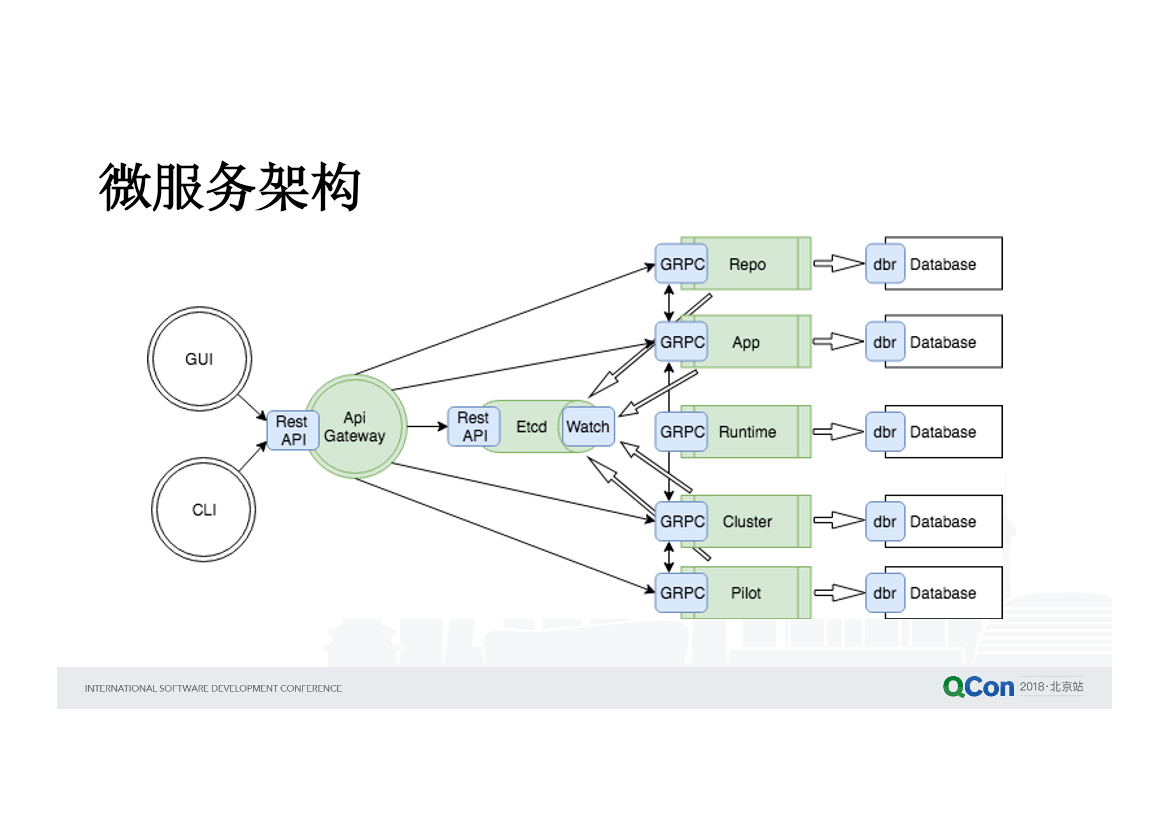 微服务架构
GUI
CLI
Rest
API
Api
Gateway
Rest
API
Etcd
Watch
GRPC
Repo
dbr
Database
GRPC
App
dbr
Database
GRPC
Runtime
dbr
Database
GRPC
Cluster
dbr
Database
GRPC
Pilot
dbr
Database
INTERNATIONAL SOFTWARE DEVELOPMENT CONFERENCE
QCon 2018·北京站